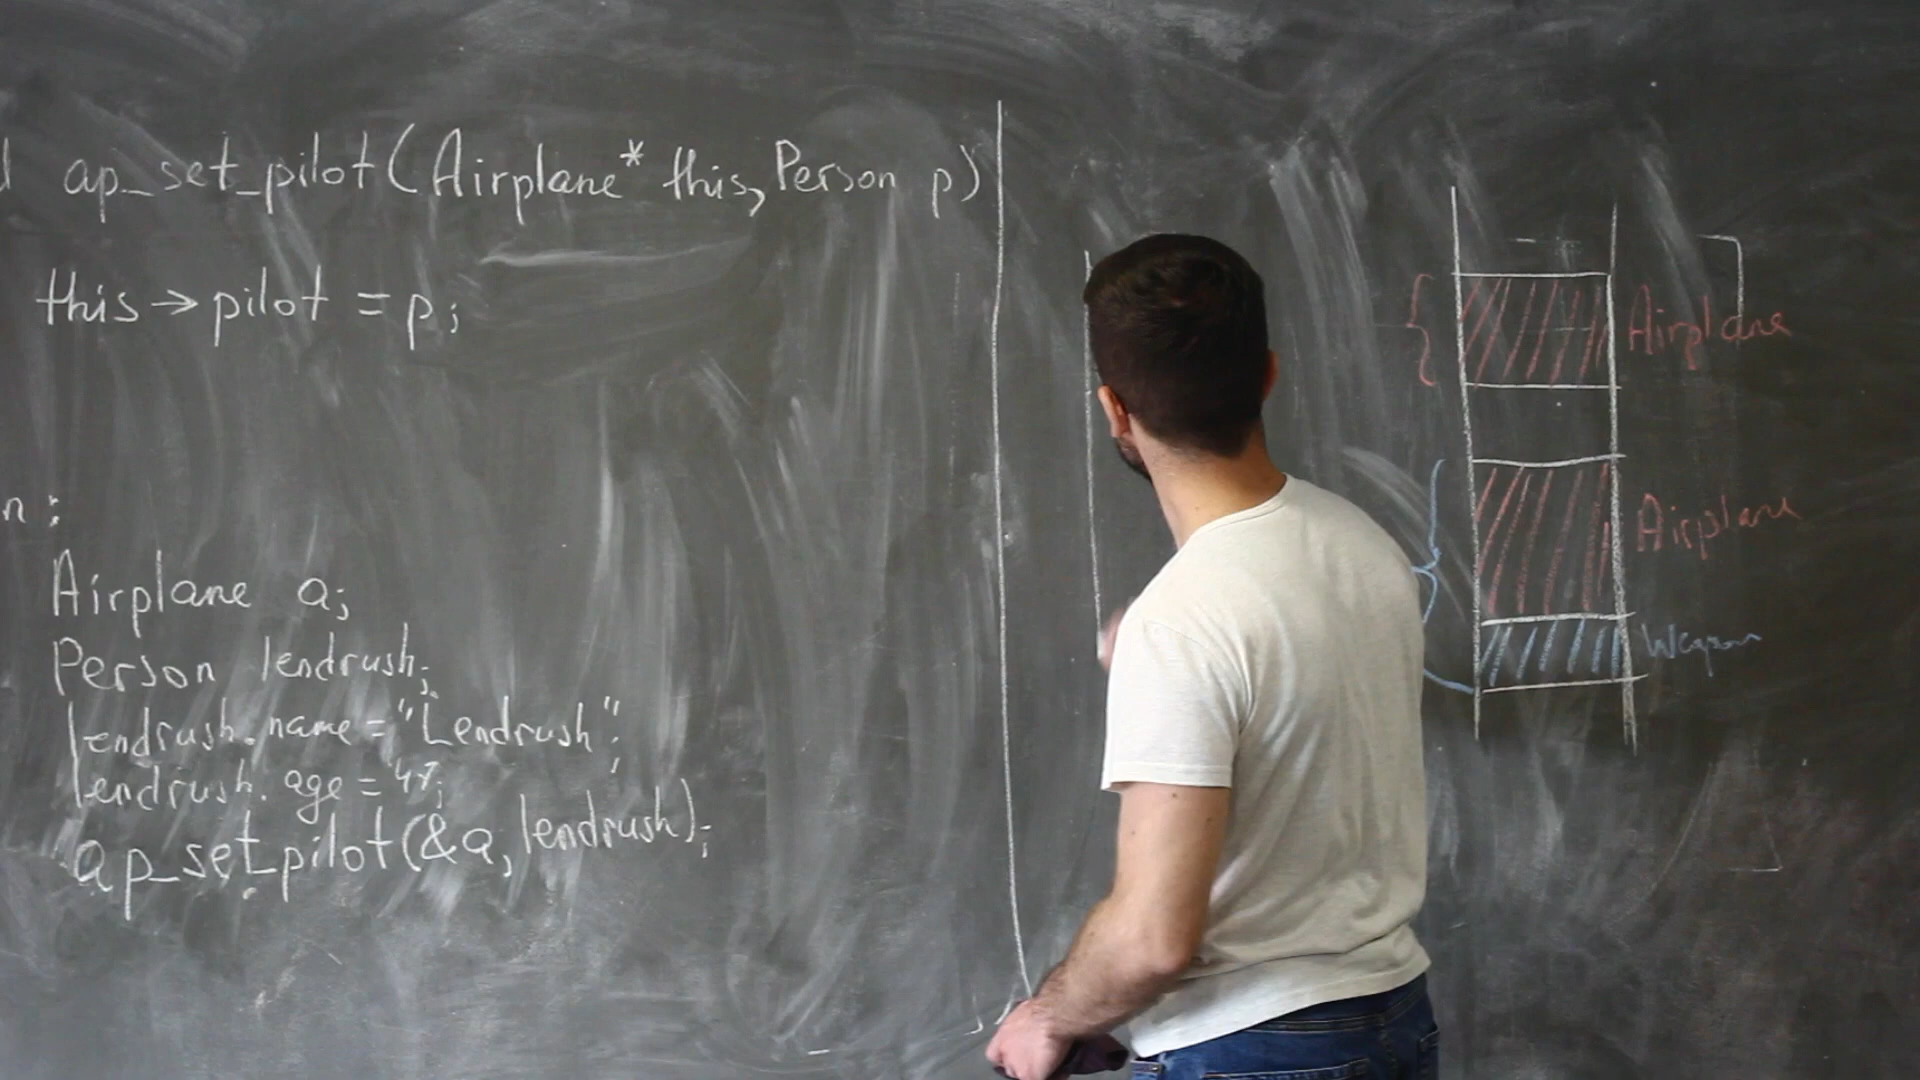 ap_set_pilot(Airplane* this, Person p)
this → pilot = p;
n:
Airplane a;
Person lendrush;
lendrush.name = "Lendrush";
lendrush.age = 47;
ap_set_pilot(&a, lendrush);
Airplane
Airplane
Weapon